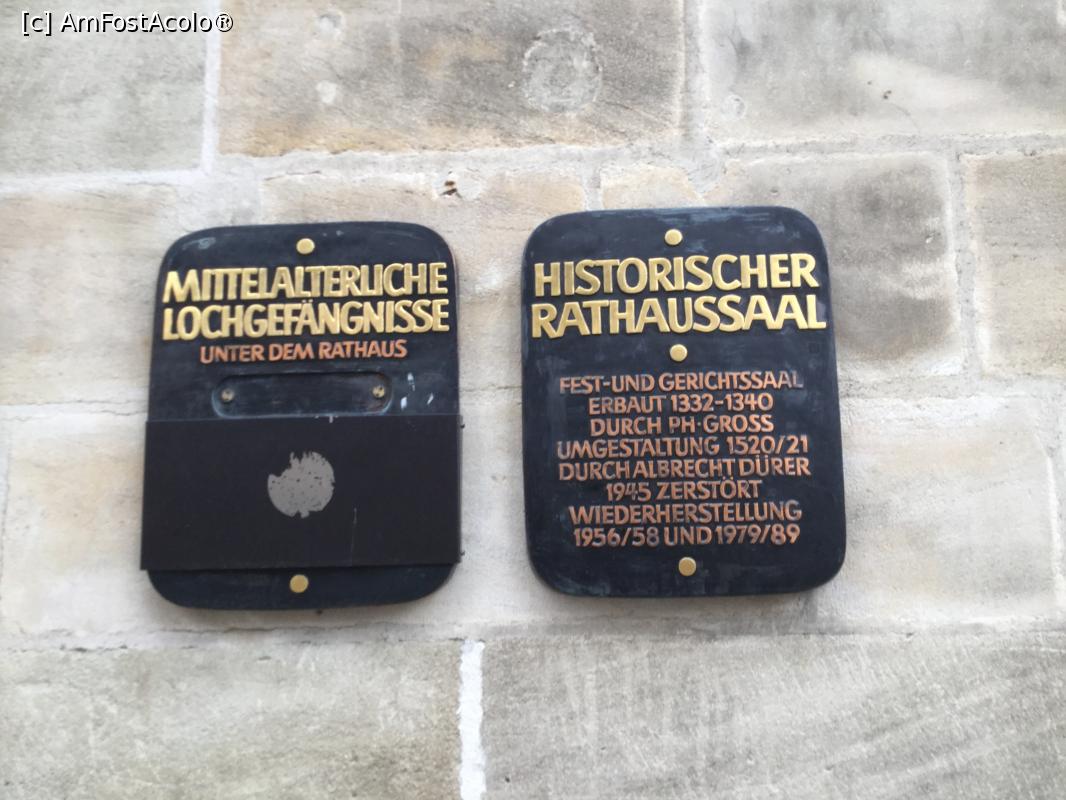 [c] AmFostAcolo®
MITTELALTERLICHE
LOCHGEFÄNGNISSE
UNTER DEM RATHAUS
HISTORISCHER
RATHAUSSAAL
FEST-UND GERICHTSSAAL
ERBAUT 1332-1340
DURCH PH·GROSS
UMGESTALTUNG 1520/21
DURCH ALBRECHT DÜRER
1945 ZERSTÖRT
WIEDERHERSTELLUNG
1956/58 UND 1979/89